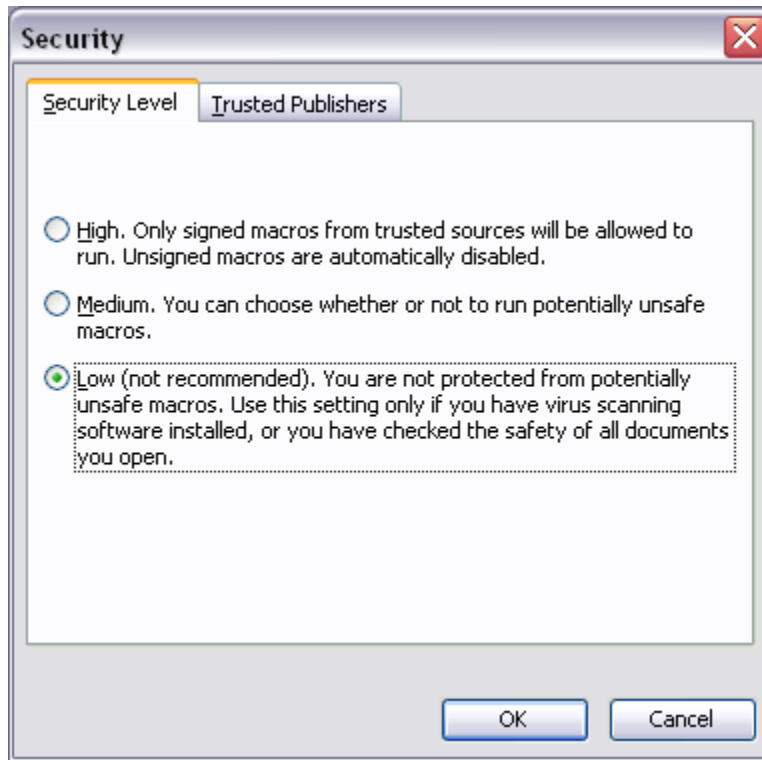 Security
Security Level
Trusted Publishers
High. Only signed macros from trusted sources will be allowed to
run. Unsigned macros are automatically disabled.
Medium. You can choose whether or not to run potentially unsafe
macros.
Low (not recommended). You are not protected from potentially
unsafe macros. Use this setting only if you have virus scanning
software installed, or you have checked the safety of all documents
you open.
OK
Cancel